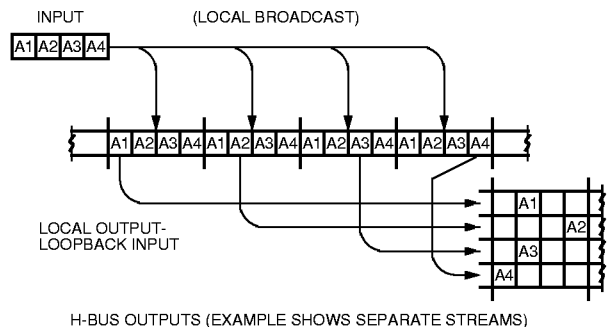 INPUT (LOCAL BROADCAST)
A1 A2 A3 A4
A1 A2 A3 A4 A1 A2 A3 A4 A1 A2 A3 A4 A1 A2 A3 A4
A1
LOCAL OUTPUT-
LOOPBACK INPUT
A2
A3
A4
H-BUS OUTPUTS (EXAMPLE SHOWS SEPARATE STREAMS)